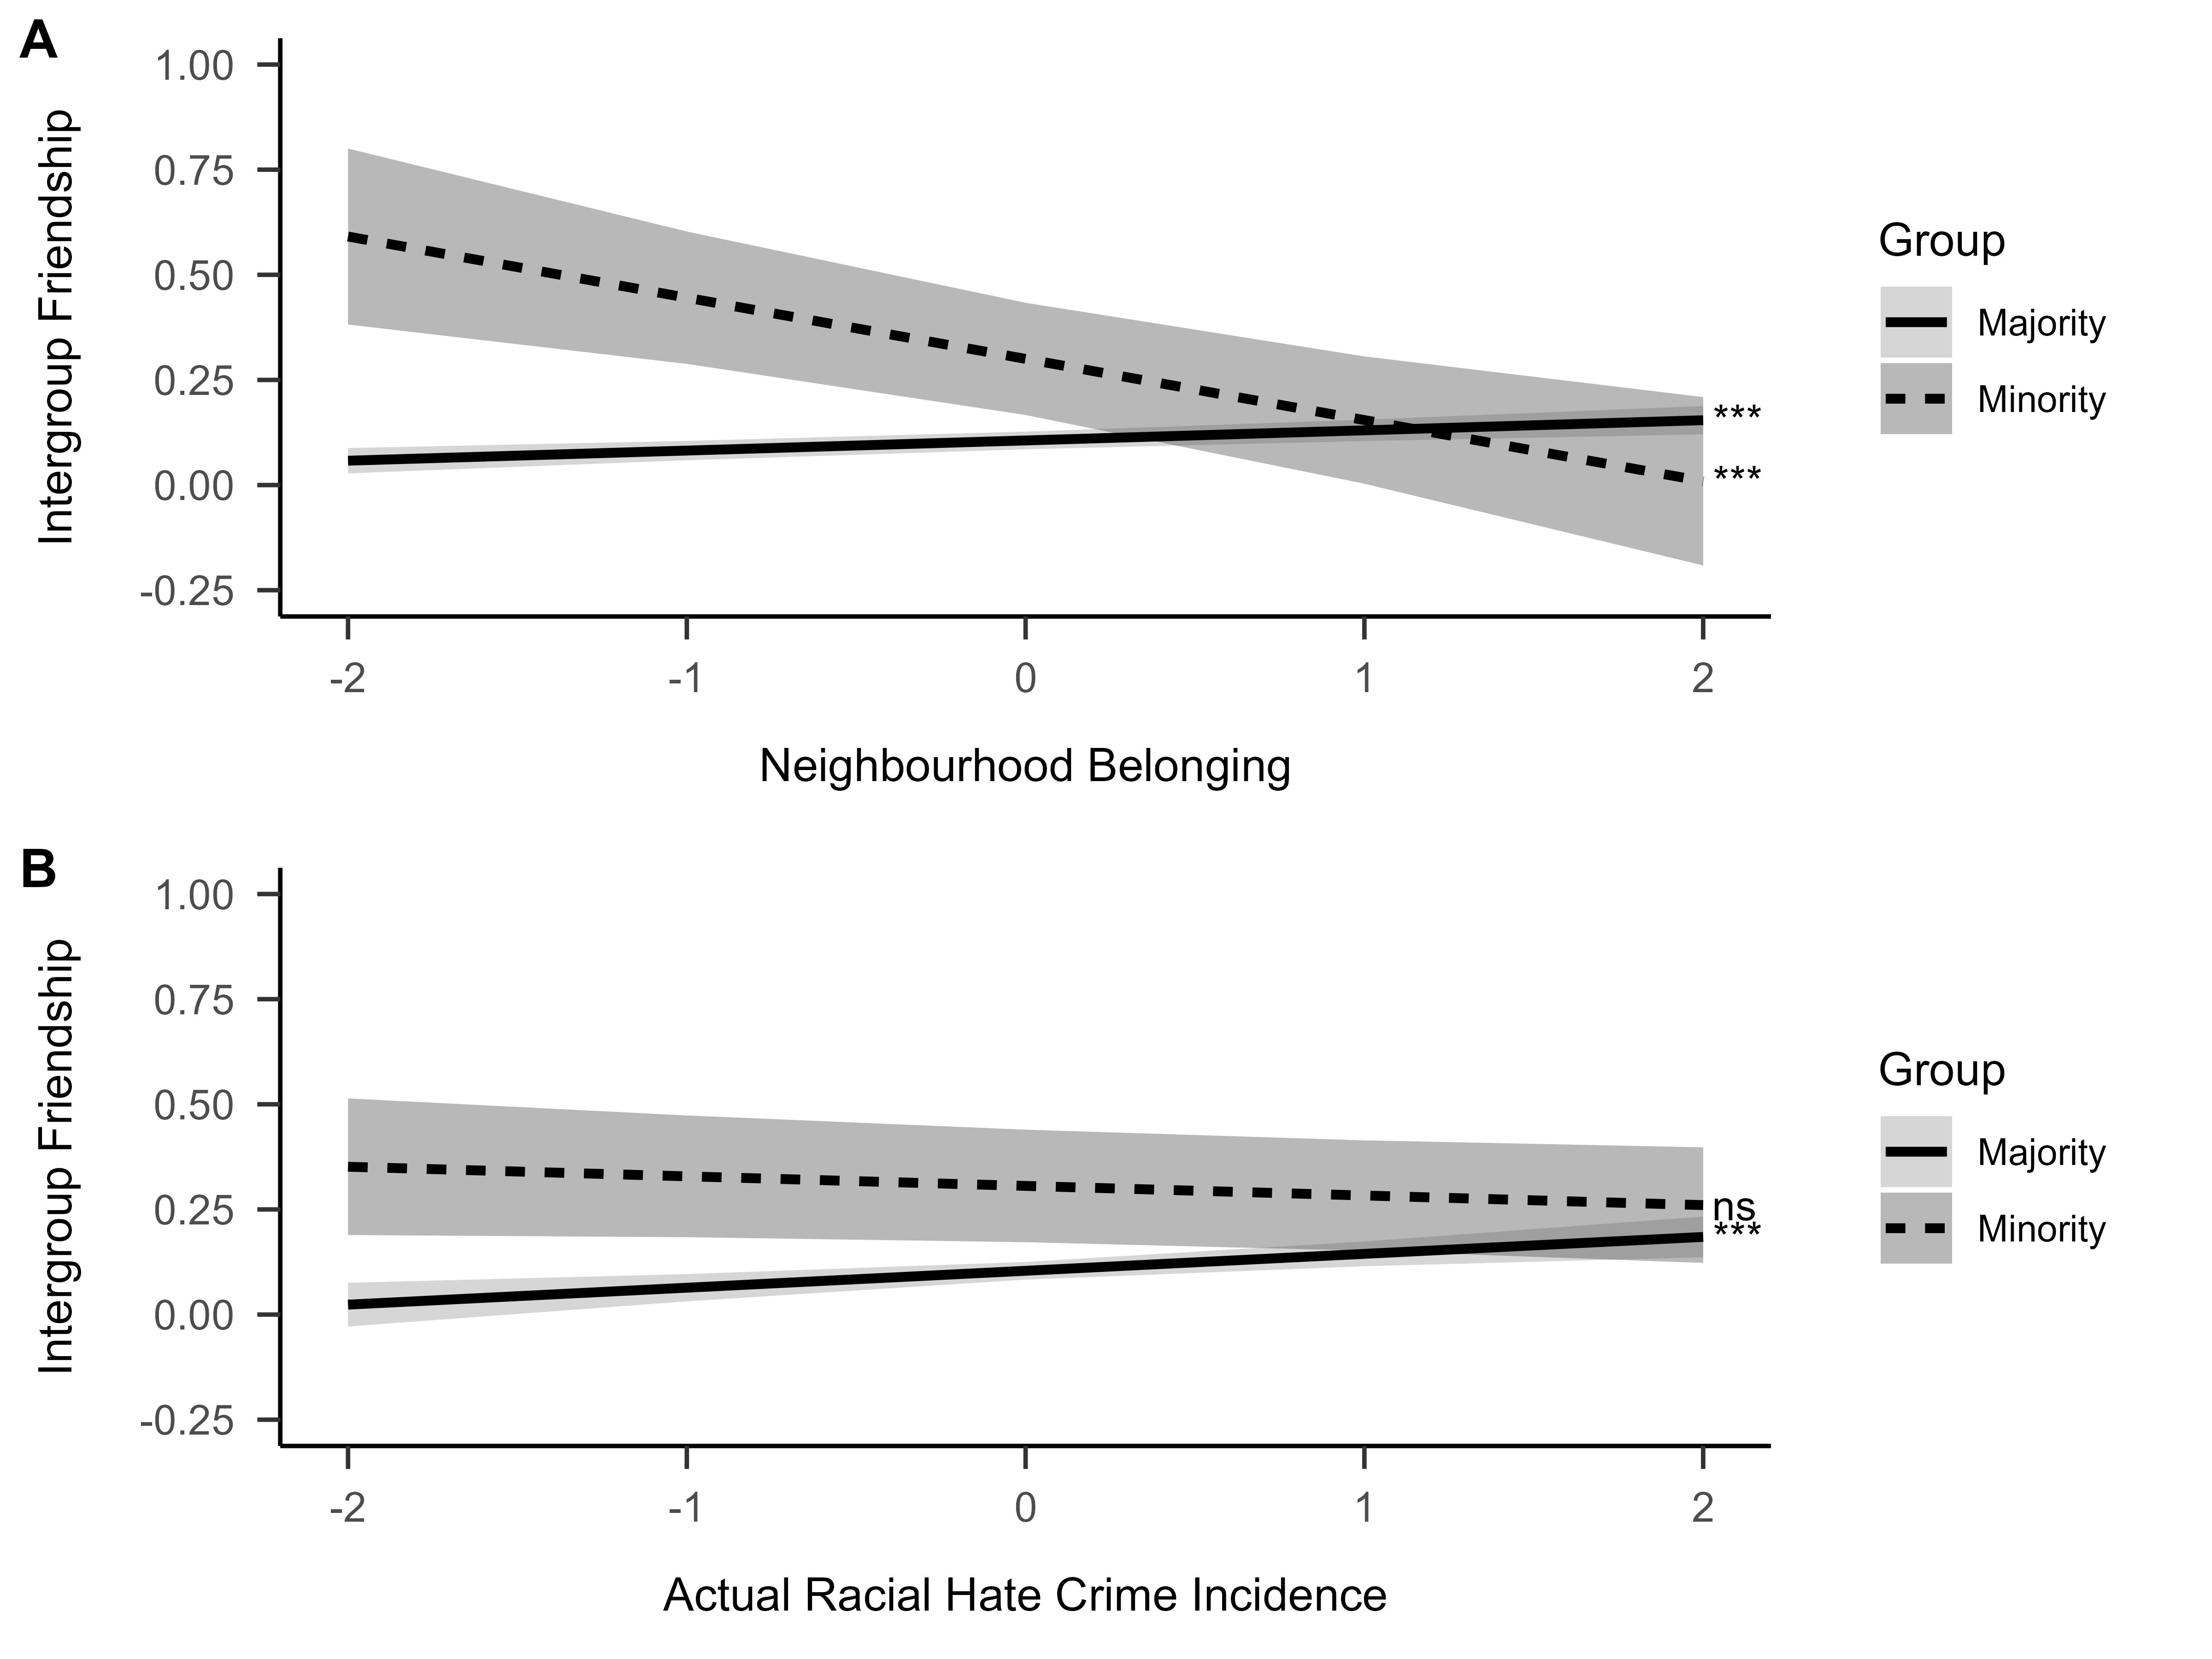 A
Intergroup Friendship
1.00
0.75
0.50
0.25
0.00
-0.25
***
***
-2 -1 0 1 2
Neighbourhood Belonging
Group
Majority
Minority
B
Intergroup Friendship
1.00
0.75
0.50
0.25
0.00
-0.25
ns
***
-2 -1 0 1 2
Actual Racial Hate Crime Incidence
Group
Majority
Minority